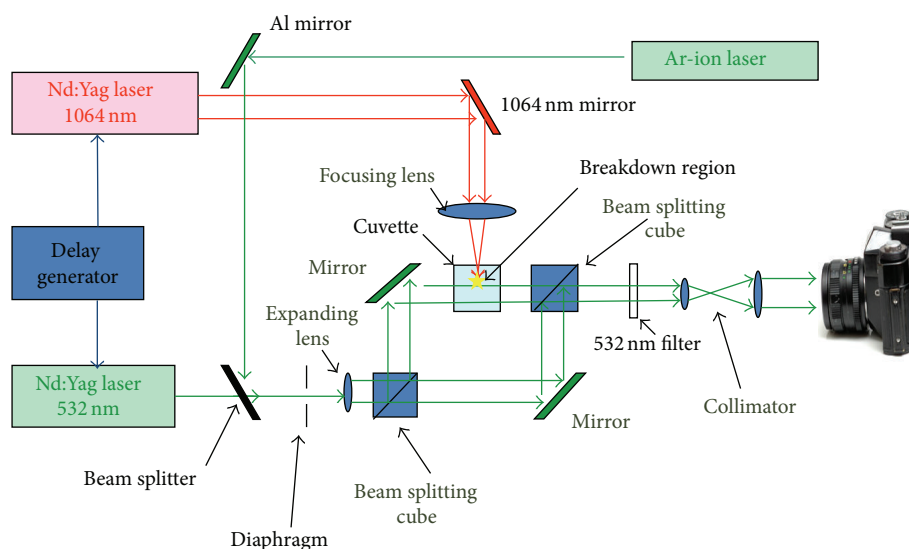 Al mirror
Ar-ion laser
Nd:Yag laser
1064 nm
1064 nm mirror
Breakdown region
Focusing lens
Beam splitting
cube
Cuvette
Delay
generator
Mirror
Expanding
lens
532 nm filter
Nd:Yag laser
532 nm
Mirror
Collimator
Beam splitter
Beam splitting
cube
Diaphragm